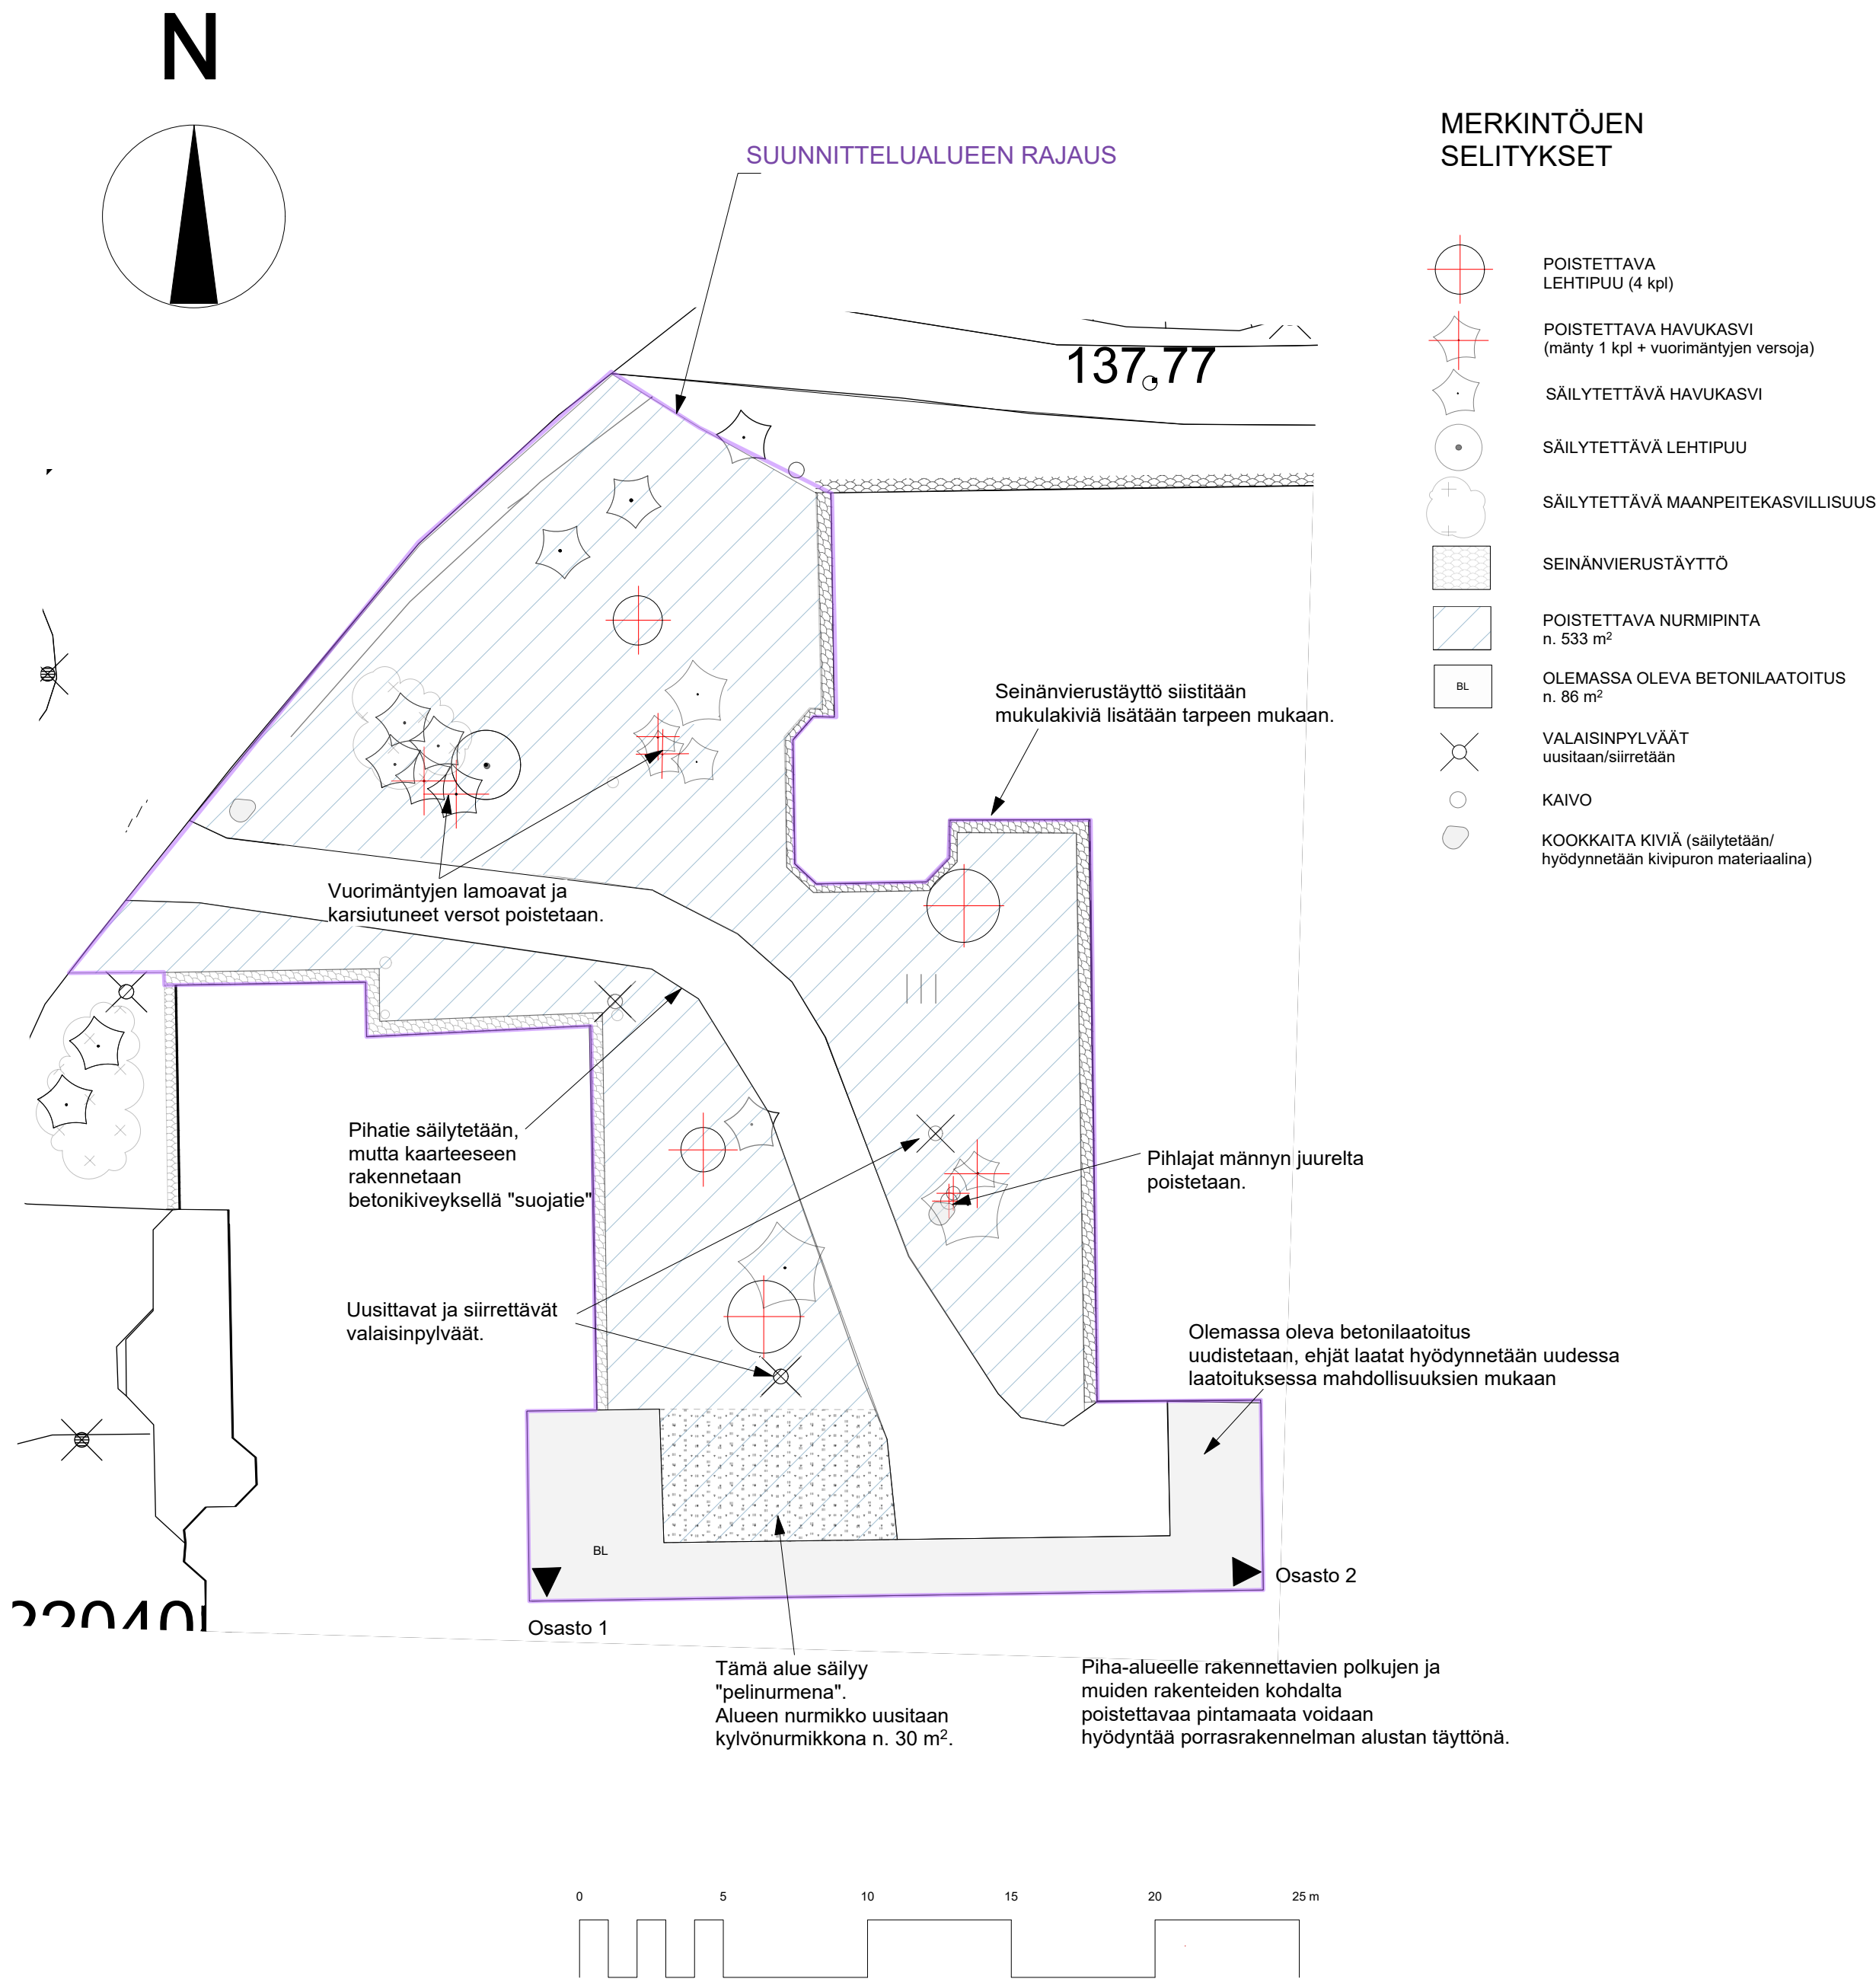 N
SUUNNITTELUALUEEN RAJAUS
137.77
MERKINTÖJEN
SELITYKSET
POISTETTAVA
LEHTIPUU (4 kpl)
POISTETTAVA HAVUKASVI
(mänty 1 kpl + vuorimäntyjen versoja)
SÄILYTETTÄVÄ HAVUKASVI
SÄILYTETTÄVÄ LEHTIPUU
SÄILYTETTÄVÄ MAANPEITEKASVILLISUUS
SEINÄNVIERUSTÄYTTÖ
POISTETTAVA NURMIPINTA
n. 533 m²
BL
OLEMASSA OLEVA BETONILAATOITUS
n. 86 m²
VALAISINPYLVÄÄT
uusitaan/siirretään
KAIVO
KOOKKAITA KIVIÄ (säilytetään/
hyödynnetään kivipuron materiaalina)
Seinänvierustäyttö siistitään
mukulakiviä lisätään tarpeen mukaan.
Vuorimäntyjen lamoavat ja
karsiutuneet versot poistetaan.
Pihatie säilytetään,
mutta kaarteeseen
rakennetaan
betonikiveyksellä "suojatie"
Pihlajat männyn juurelta
poistetaan.
Uusittavat ja siirrettävät
valaisinpylväät.
Olemassa oleva betonilaatoitus
uudistetaan, ehjät laatat hyödynnetään uudessa
laatoituksessa mahdollisuuksien mukaan
BL
Osasto 2
Osasto 1
Tämä alue säilyy
"pelinurmena".
Alueen nurmikko uusitaan
kylvönurmikkona n. 30 m².
Piha-alueelle rakennettavien polkujen ja
muiden rakenteiden kohdalta
poistettavaa pintamaata voidaan
hyödyntää porrasrakennelman alustan täyttönä.
0 5 10 15 20 25 m